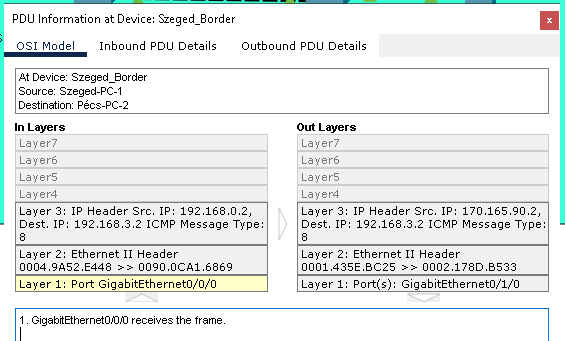 PDU Information at Device: Szeged_Border
x
OSI Model Inbound PDU Details Outbound PDU Details
At Device: Szeged_Border
Source: Szeged-PC-1
Destination: Pécs-PC-2
In Layers
Layer7
Layer6
Layer5
Layer4
Layer 3: IP Header Src. IP: 192.168.0.2,
Dest. IP: 192.168.3.2 ICMP Message Type:
8
Layer 2: Ethernet II Header
0004.9A52.E448 >> 0090.0CA1.6869
Layer 1: Port GigabitEthernet0/0/0
Out Layers
Layer7
Layer6
Layer5
Layer4
Layer 3: IP Header Src. IP: 170.165.90.2,
Dest. IP: 192.168.3.2 ICMP Message Type:
8
Layer 2: Ethernet II Header
0001.435E.BC25 >> 0002.178D.B533
Layer 1: Port(s): GigabitEthernet0/1/0
1. GigabitEthernet0/0/0 receives the frame.